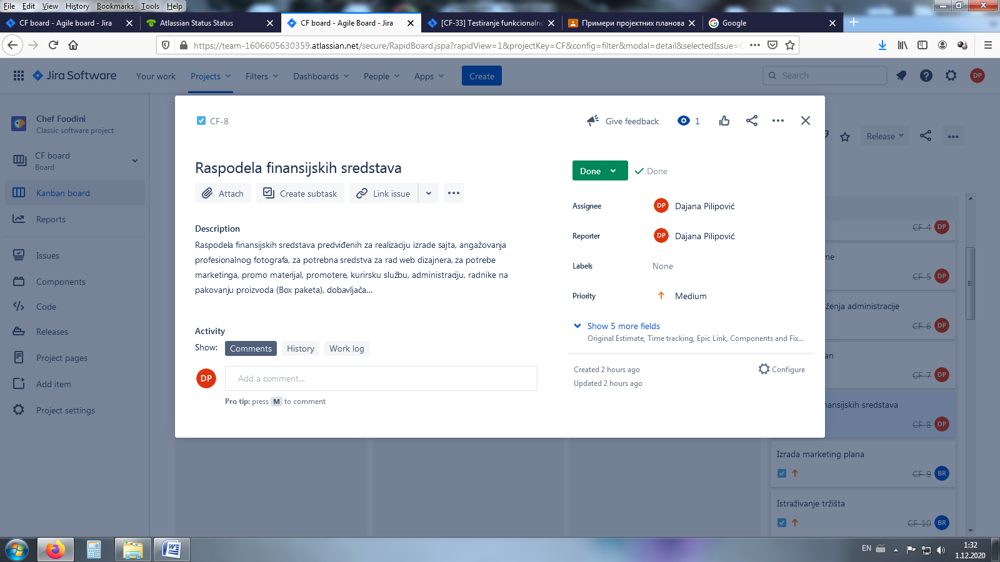 File Edit View History Bookmarks Tools Help
CF board - Agile board - Jira
Atlassian Status Status
CF board - Agile Board - Jira
[CF-33] Testiranje funkcionalno
Примери пројектних планова
Google
https://team-1606605630359.atlassian.net/secure/RapidBoard.jspa?rapidView=1&projectKey=CF&config=filter&modal=detail&selectedIssue=C
Jira Software
Your work
Projects
Filters
Dashboards
People
Apps
Create
Search
DP
Chef Foodini
Classic software project
CF board
Board
Kanban board
Reports
Issues
Components
Code
Releases
Project pages
Add item
Project settings
CF-8
Give feedback
1
Release
Raspodela finansijskih sredstava
Attach
Create subtask
Link issue
Description
Raspodela finansijskih sredstava predviđenih za realizaciju izrade sajta, angažovanja
profesionalnog fotografa, za potrebna sredstva za rad web dizajnera, za potrebe
marketinga, promo materijal, promotere, kurirsku službu, administraciju, radnike na
pakovanju proizvoda (Box paketa), dobavljača...
Activity
Show:
Comments
History
Work log
DP
Add a comment...
Pro tip: press M to comment
Done
Done
Assignee
DP Dajana Pilipović
Reporter
DP Dajana Pilipović
Labels
None
Priority
Medium
Show 5 more fields
Original Estimate, Time tracking, Epic Link, Components and Fix...
Created 2 hours ago
Configure
Updated 2 hours ago
CF-4 DP
me
CF-5 DP
ženja administracije
CF-6 DP
an
CF-7 DP
nansijskih sredstava
CF-8 DP
Izrada marketing plana
CF-9 BR
Istraživanje tržišta
CF-10 BR
EN
1:32
1.12.2020